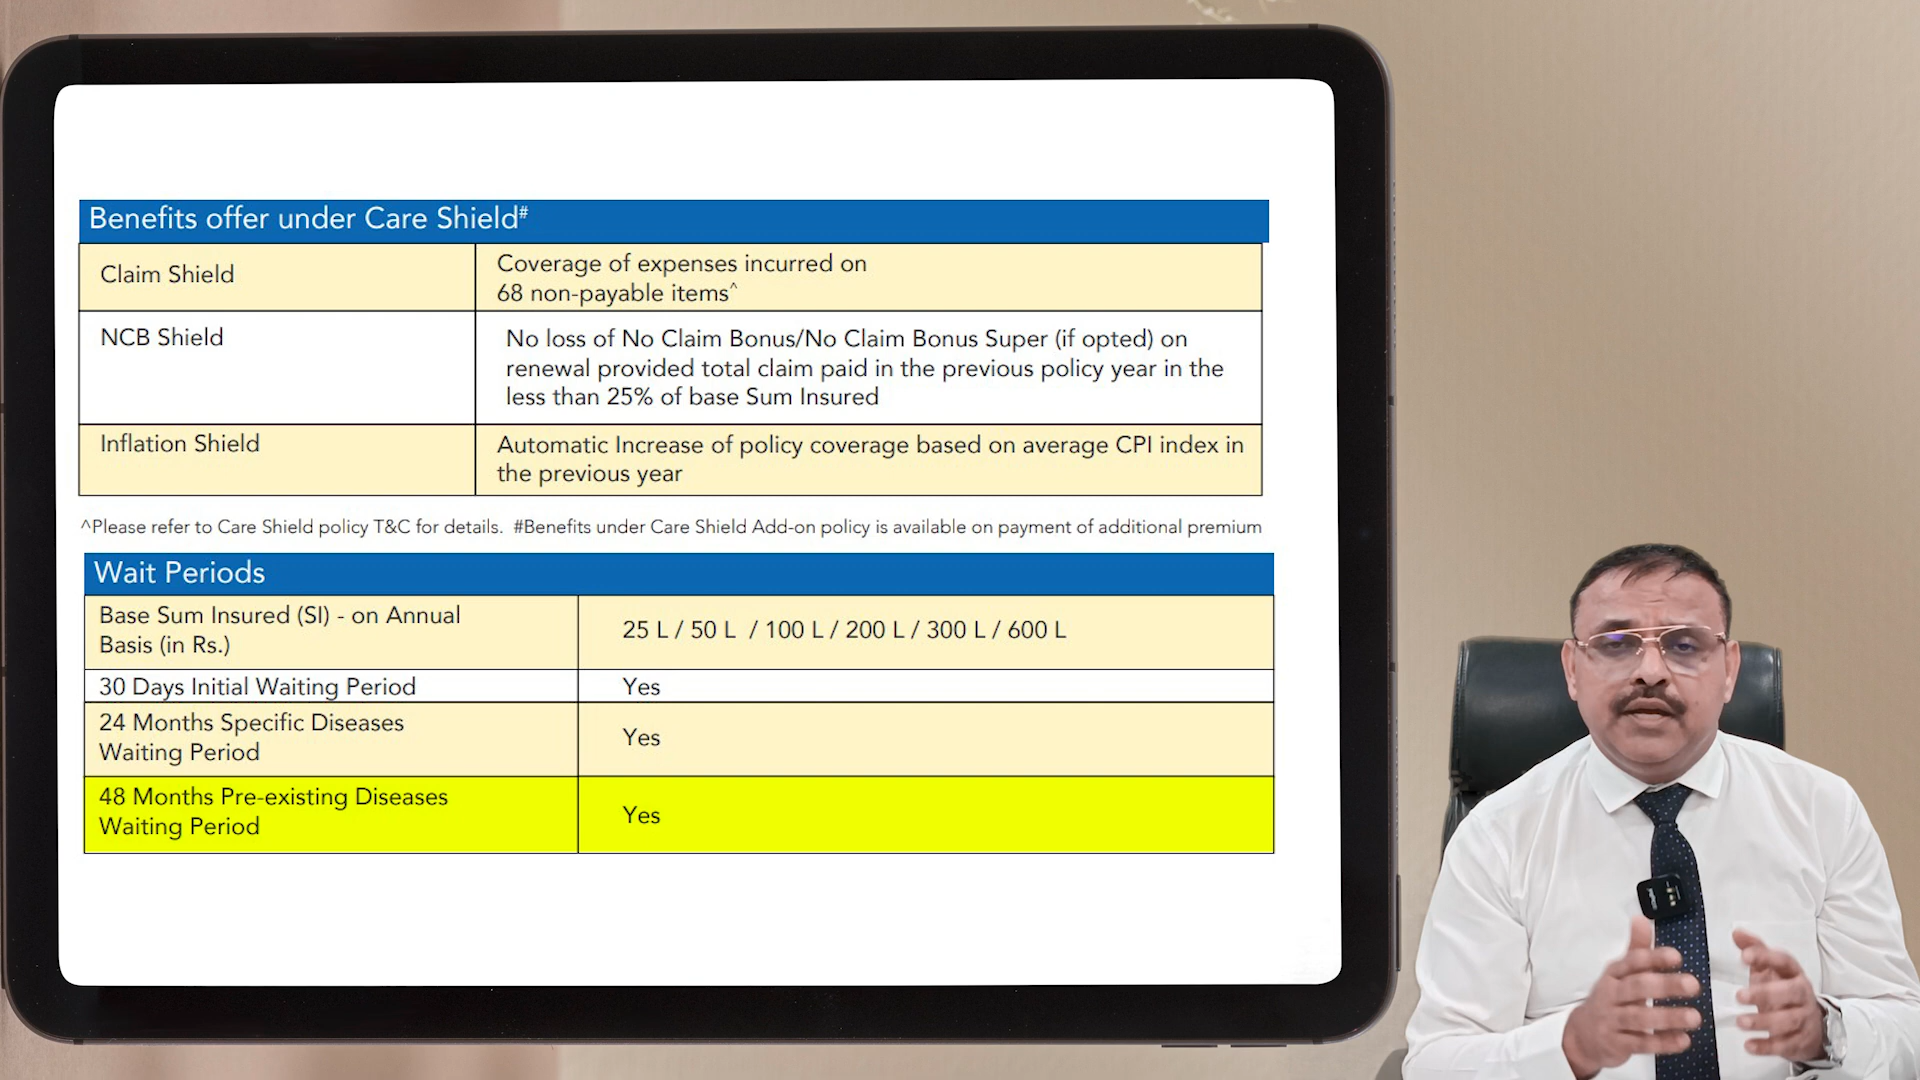 Benefits offer under Care Shield#
Claim Shield
Coverage of expenses incurred on
68 non-payable items^
NCB Shield
No loss of No Claim Bonus/No Claim Bonus Super (if opted) on
renewal provided total claim paid in the previous policy year in the
less than 25% of base Sum Insured
Inflation Shield
Automatic Increase of policy coverage based on average CPI index in
the previous year
^Please refer to Care Shield policy T&C for details. #Benefits under Care Shield Add-on policy is available on payment of additional premium
Wait Periods
Base Sum Insured (SI) - on Annual
Basis (in Rs.)
25 L / 50 L / 100 L / 200 L / 300 L / 600 L
30 Days Initial Waiting Period
Yes
24 Months Specific Diseases
Waiting Period
Yes
48 Months Pre-existing Diseases
Waiting Period
Yes